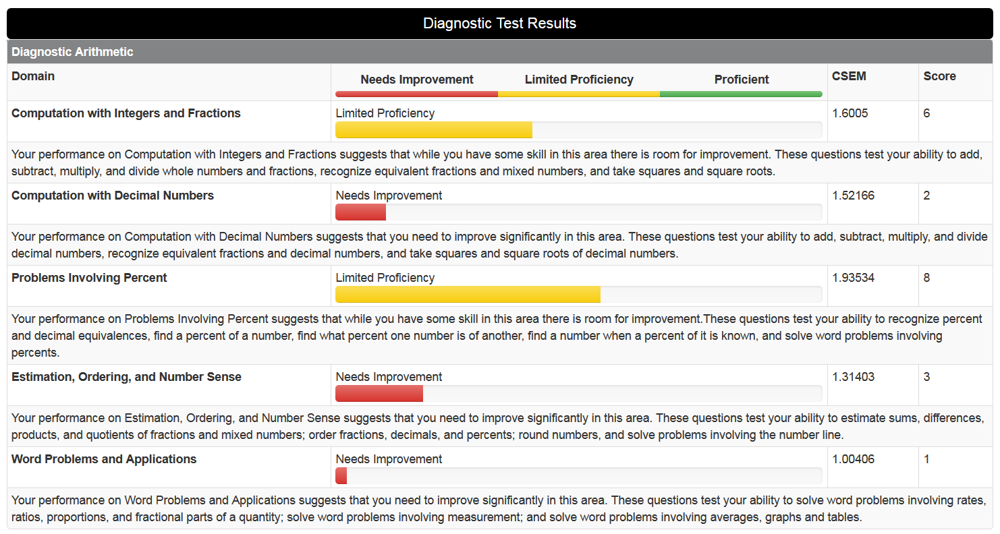 Diagnostic Test Results
Diagnostic Arithmetic
Domain Needs Improvement Limited Proficiency Proficient CSEM Score
Computation with Integers and Fractions Limited Proficiency 1.6005 6
Your performance on Computation with Integers and Fractions suggests that while you have some skill in this area there is room for improvement. These questions test your ability to add,
subtract, multiply, and divide whole numbers and fractions, recognize equivalent fractions and mixed numbers, and take squares and square roots.
Computation with Decimal Numbers Needs Improvement 1.52166 2
Your performance on Computation with Decimal Numbers suggests that you need to improve significantly in this area. These questions test your ability to add, subtract, multiply, and divide
decimal numbers, recognize equivalent fractions and decimal numbers, and take squares and square roots of decimal numbers.
Problems Involving Percent Limited Proficiency 1.93534 8
Your performance on Problems Involving Percent suggests that while you have some skill in this area there is room for improvement.These questions test your ability to recognize percent
and decimal equivalences, find a percent of a number, find what percent one number is of another, find a number when a percent of it is known, and solve word problems involving
percents.
Estimation, Ordering, and Number Sense Needs Improvement 1.31403 3
Your performance on Estimation, Ordering, and Number Sense suggests that you need to improve significantly in this area. These questions test your ability to estimate sums, differences,
products, and quotients of fractions and mixed numbers; order fractions, decimals, and percents; round numbers, and solve problems involving the number line.
Word Problems and Applications Needs Improvement 1.00406 1
Your performance on Word Problems and Applications suggests that you need to improve significantly in this area. These questions test your ability to solve word problems involving rates,
ratios, proportions, and fractional parts of a quantity; solve word problems involving measurement; and solve word problems involving averages, graphs and tables.